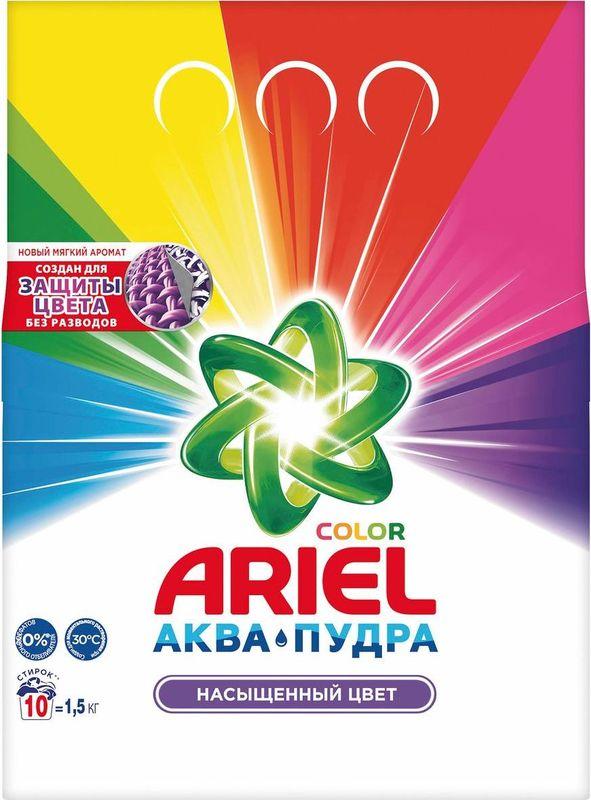 НОВЫЙ МЯГКИЙ АРОМАТ
СОЗДАН ДЛЯ
ЗАЩИТЫ
ЦВЕТА
БЕЗ РАЗВОДОВ
COLOR
ARIEL
АКВА•ПУДРА
НАСЫЩЕННЫЙ ЦВЕТ
0%*
30°C
СТИРОК**
10 = 1,5 КГ